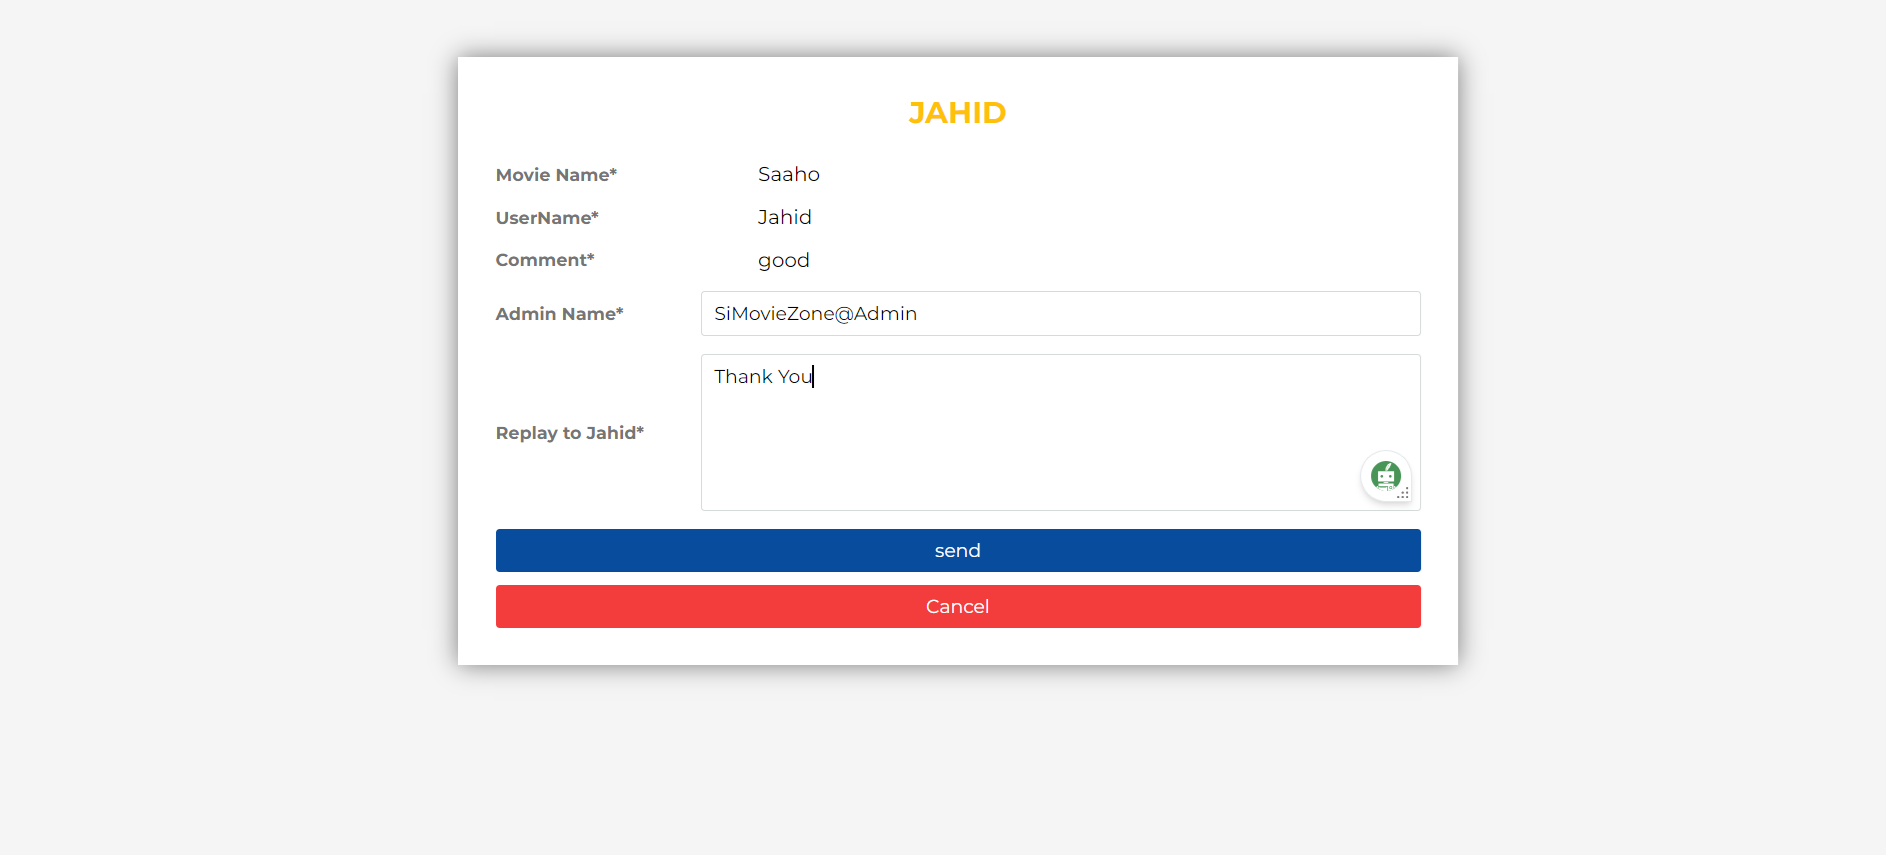 JAHID
Movie Name* Saaho
UserName* Jahid
Comment* good
Admin Name* SiMovieZone@Admin
Replay to Jahid* Thank You
send
Cancel